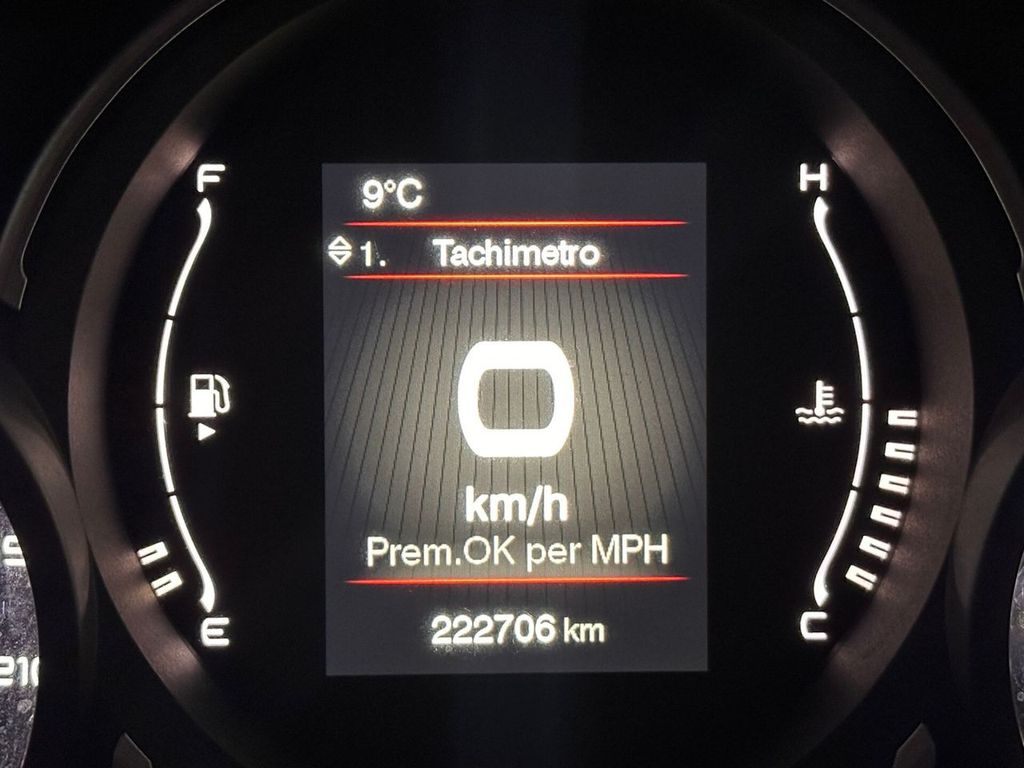 F
H
9°C
1. Tachimetro
0
km/h
Prem.OK per MPH
E
222706 km
C